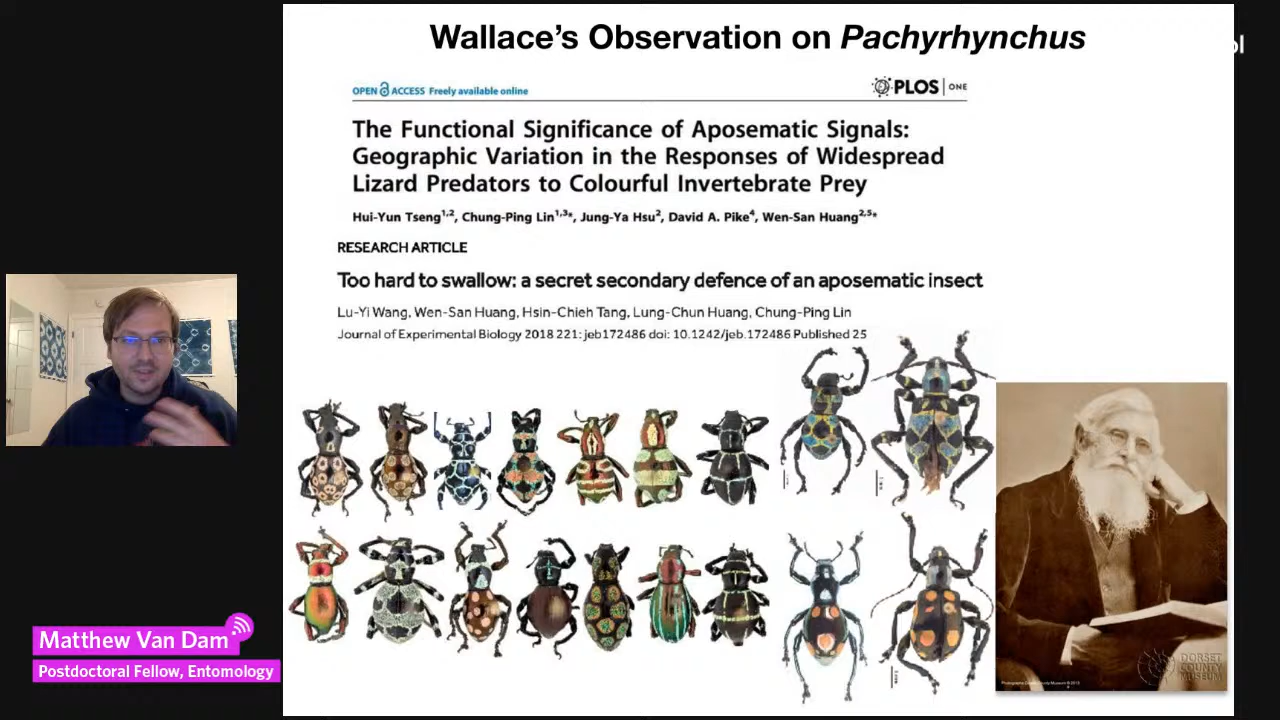 Wallace's Observation on Pachyrhynchus
OPEN ACCESS Freely available online
PLOS | ONE
The Functional Significance of Aposematic Signals:
Geographic Variation in the Responses of Widespread
Lizard Predators to Colourful Invertebrate Prey
Hui-Yun Tseng1,2, Chung-Ping Lin1,3*, Jung-Ya Hsu2, David A. Pike4, Wen-San Huang2,5*
RESEARCH ARTICLE
Too hard to swallow: a secret secondary defence of an aposematic insect
Lu-Yi Wang, Wen-San Huang, Hsin-Chieh Tang, Lung-Chun Huang, Chung-Ping Lin
Journal of Experimental Biology 2018 221: jeb172486 doi: 10.1242/jeb.172486 Published 25
Matthew Van Dam
Postdoctoral Fellow, Entomology
DORSET
COUNTY
MUSEUM